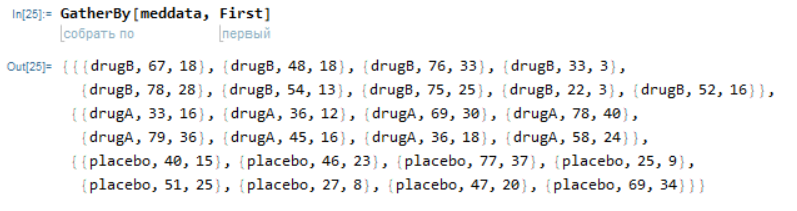 In[25]:= GatherBy[meddata, First]
собрать по первый
Out[25]= {{{drugB, 67, 18}, {drugB, 48, 18}, {drugB, 76, 33}, {drugB, 33, 3},
{drugB, 78, 28}, {drugB, 54, 13}, {drugB, 75, 25}, {drugB, 22, 3}, {drugB, 52, 16}},
{{drugA, 33, 16}, {drugA, 36, 12}, {drugA, 69, 30}, {drugA, 78, 40},
{drugA, 79, 36}, {drugA, 45, 16}, {drugA, 36, 18}, {drugA, 58, 24}},
{{placebo, 40, 15}, {placebo, 46, 23}, {placebo, 77, 37}, {placebo, 25, 9},
{placebo, 51, 25}, {placebo, 27, 8}, {placebo, 47, 20}, {placebo, 69, 34}}}